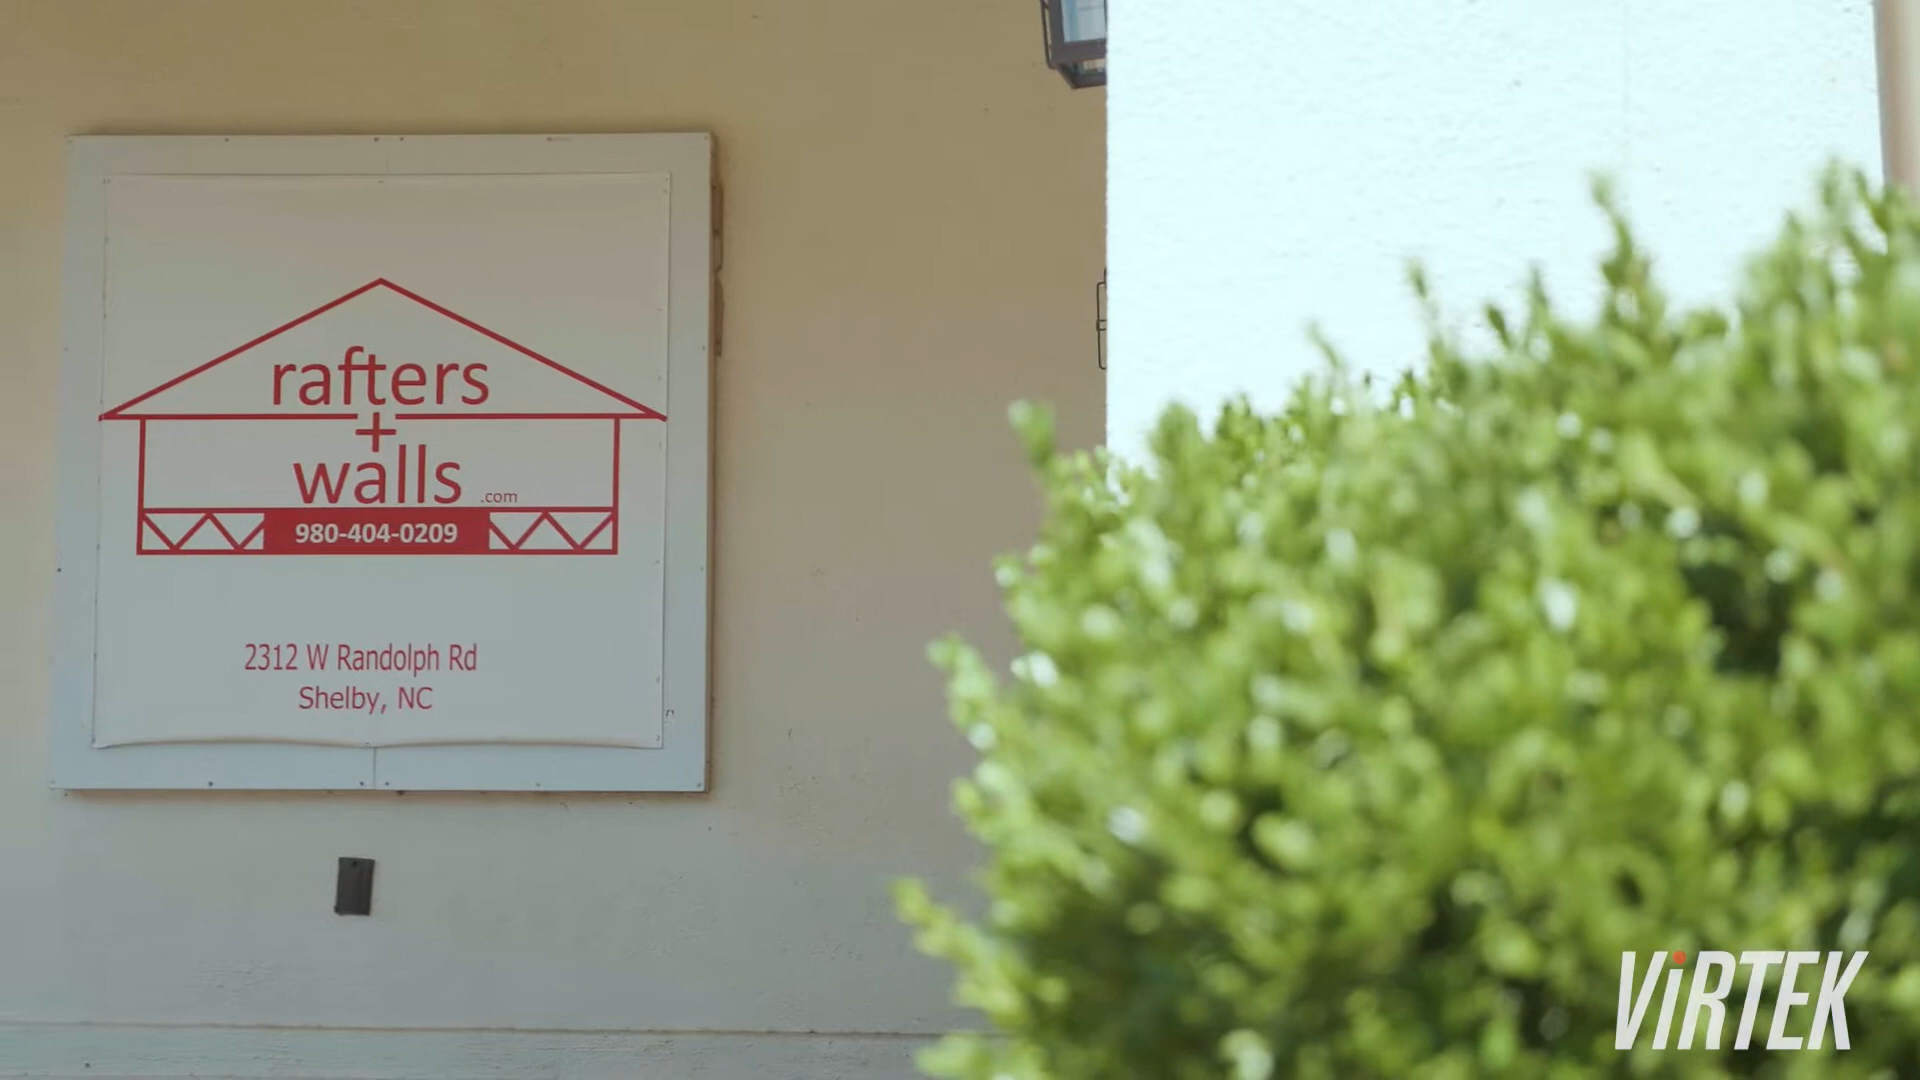 rafters
+
walls .com
980-404-0209
2312 W Randolph Rd
Shelby, NC
ViRTEK